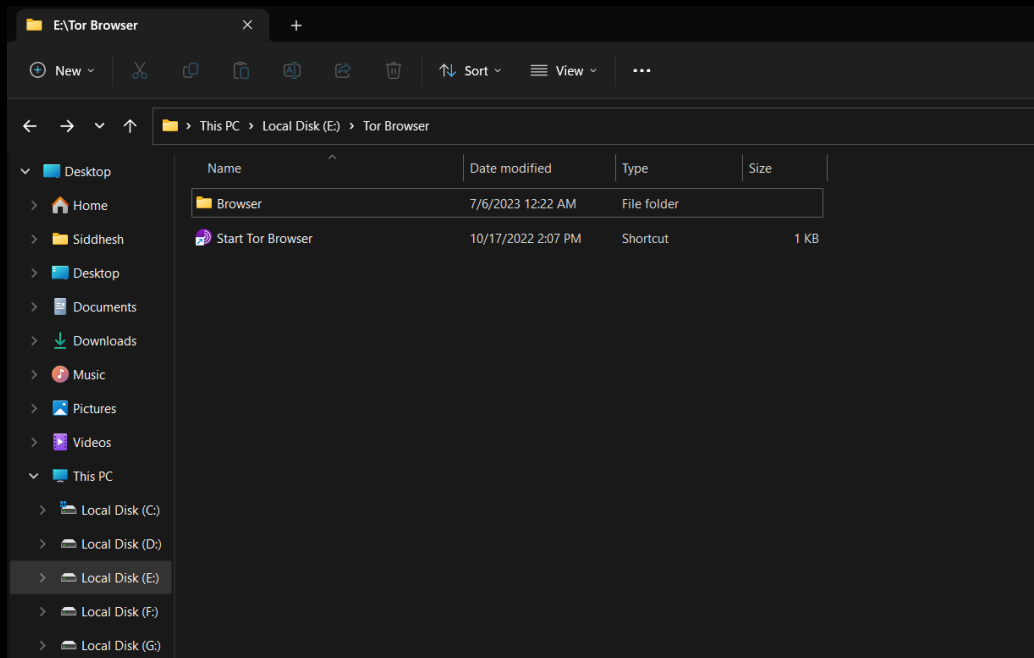 E:\Tor Browser
New
Sort
View
This PC > Local Disk (E:) > Tor Browser
Name Date modified Type Size
Browser 7/6/2023 12:22 AM File folder
Start Tor Browser 10/17/2022 2:07 PM Shortcut 1 KB
Desktop
Home
Siddhesh
Desktop
Documents
Downloads
Music
Pictures
Videos
This PC
Local Disk (C:)
Local Disk (D:)
Local Disk (E:)
Local Disk (F:)
Local Disk (G:)